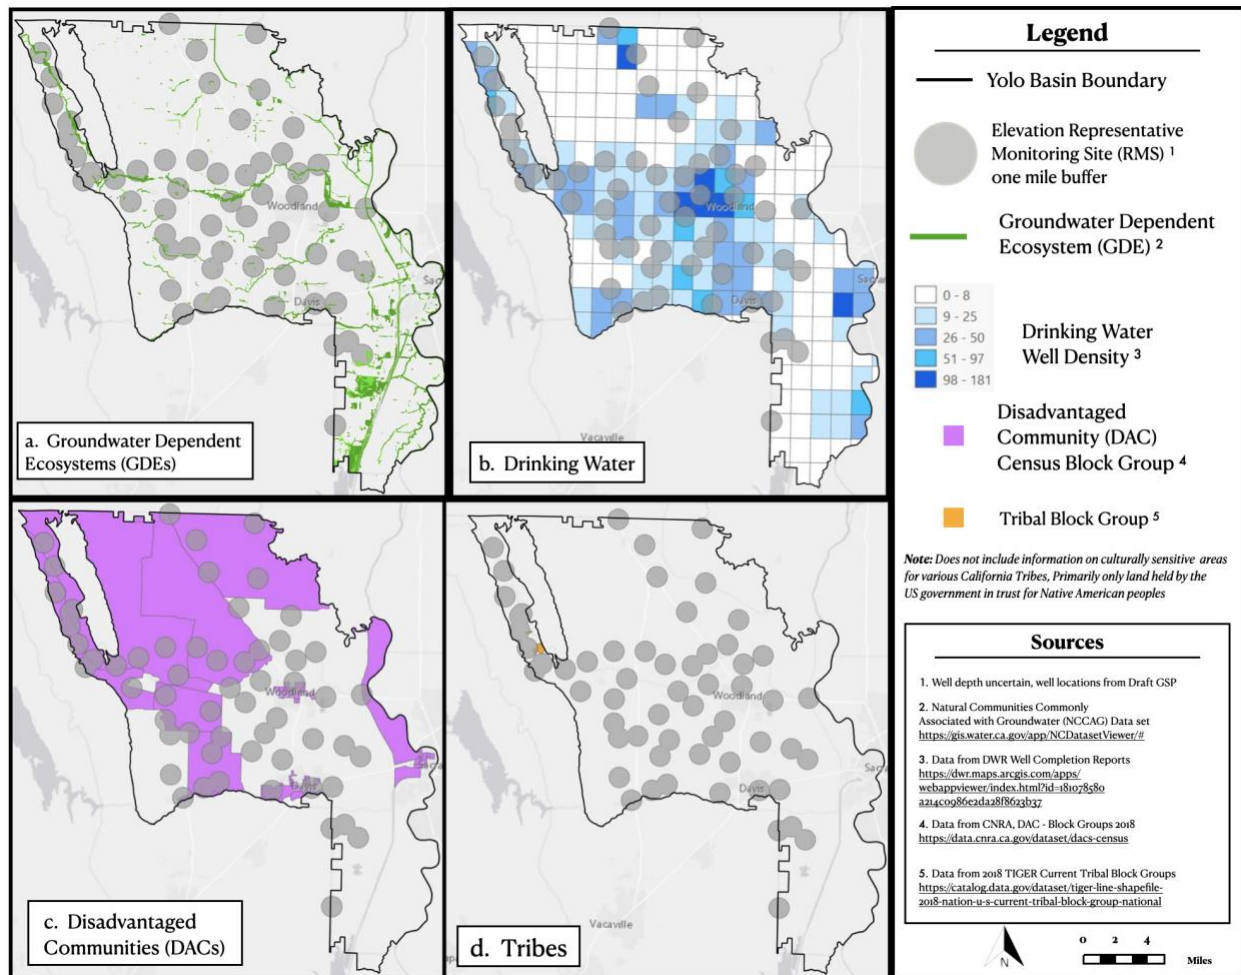 Woodland
Davis
Sacra
a. Groundwater Dependent
Ecosystems (GDEs)
Woodland
Davis
Sacra
Vacaville
b. Drinking Water
Woodland
Davis
Sac
c. Disadvantaged
Communities (DACs)
Woodland
Davis
Sacra
Vacaville
d. Tribes
Legend
Yolo Basin Boundary
Elevation Representative
Monitoring Site (RMS) 1
one mile buffer
Groundwater Dependent
Ecosystem (GDE) 2
0 - 8
9 - 25
26 - 50
51 - 97
98 - 181
Drinking Water
Well Density 3
Disadvantaged
Community (DAC)
Census Block Group 4
Tribal Block Group 5
Note: Does not include information on culturally sensitive areas
for various California Tribes, Primarily only land held by the
US government in trust for Native American peoples
Sources
1. Well depth uncertain, well locations from Draft GSP
2. Natural Communities Commonly
Associated with Groundwater (NCCAG) Data set
https://gis.water.ca.gov/app/NCDatasetViewer/#
3. Data from DWR Well Completion Reports
https://dwr.maps.arcgis.com/apps/
webappviewer/index.html?id=181078580
a214c0986e2da28f8623b37
4. Data from CNRA, DAC - Block Groups 2018
https://data.cnra.ca.gov/dataset/dacs-census
5. Data from 2018 TIGER Current Tribal Block Groups
https://catalog.data.gov/dataset/tiger-line-shapefile-
2018-nation-u-s-current-tribal-block-group-national
N
0 2 4
Miles